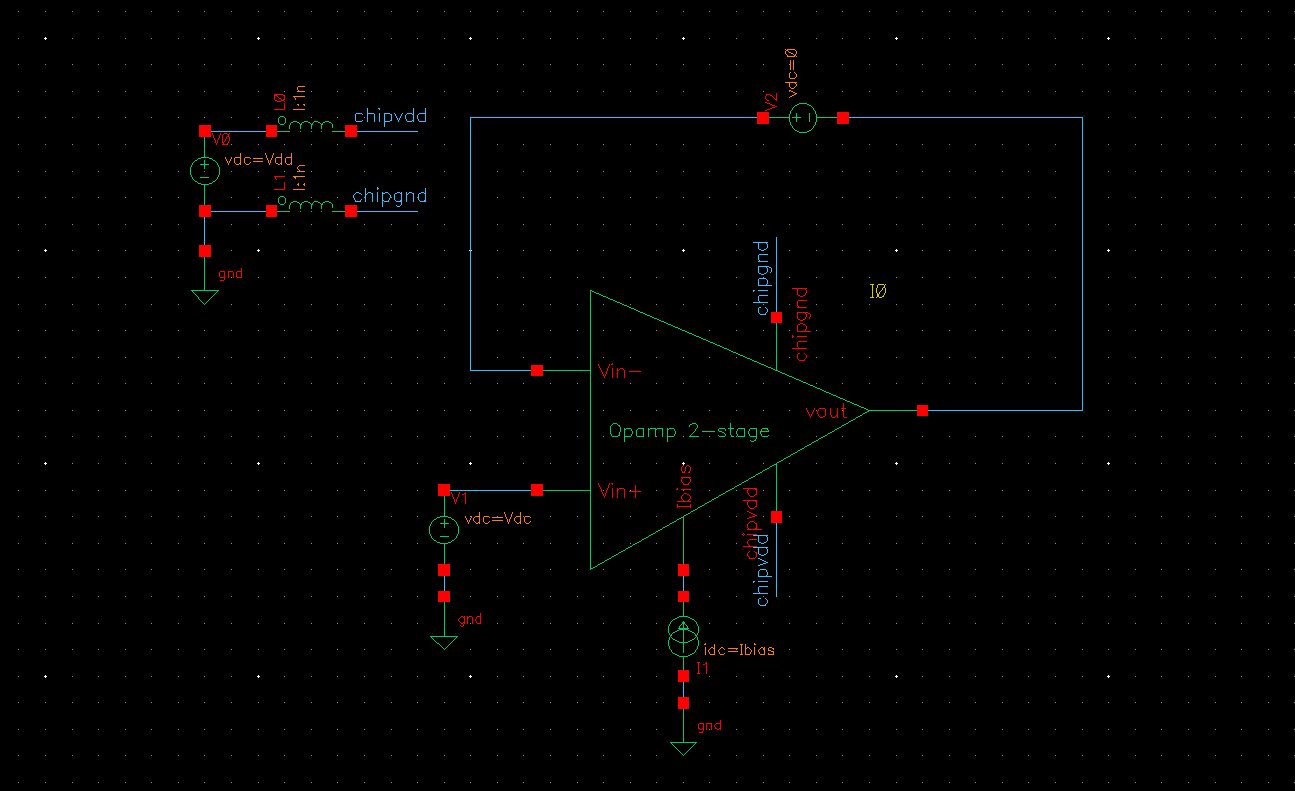 vdc=0
V2
L0
l:1n
chipvdd
V0
vdc=Vdd
L1
l:1n
chipgnd
gnd
chipgnd
chipgnd
I0
Vin-
vout
Opamp 2-stage
Ibias
Vin+
V1
vdc=Vdc
chipvdd
chipvdd
gnd
idc=Ibias
I1
gnd